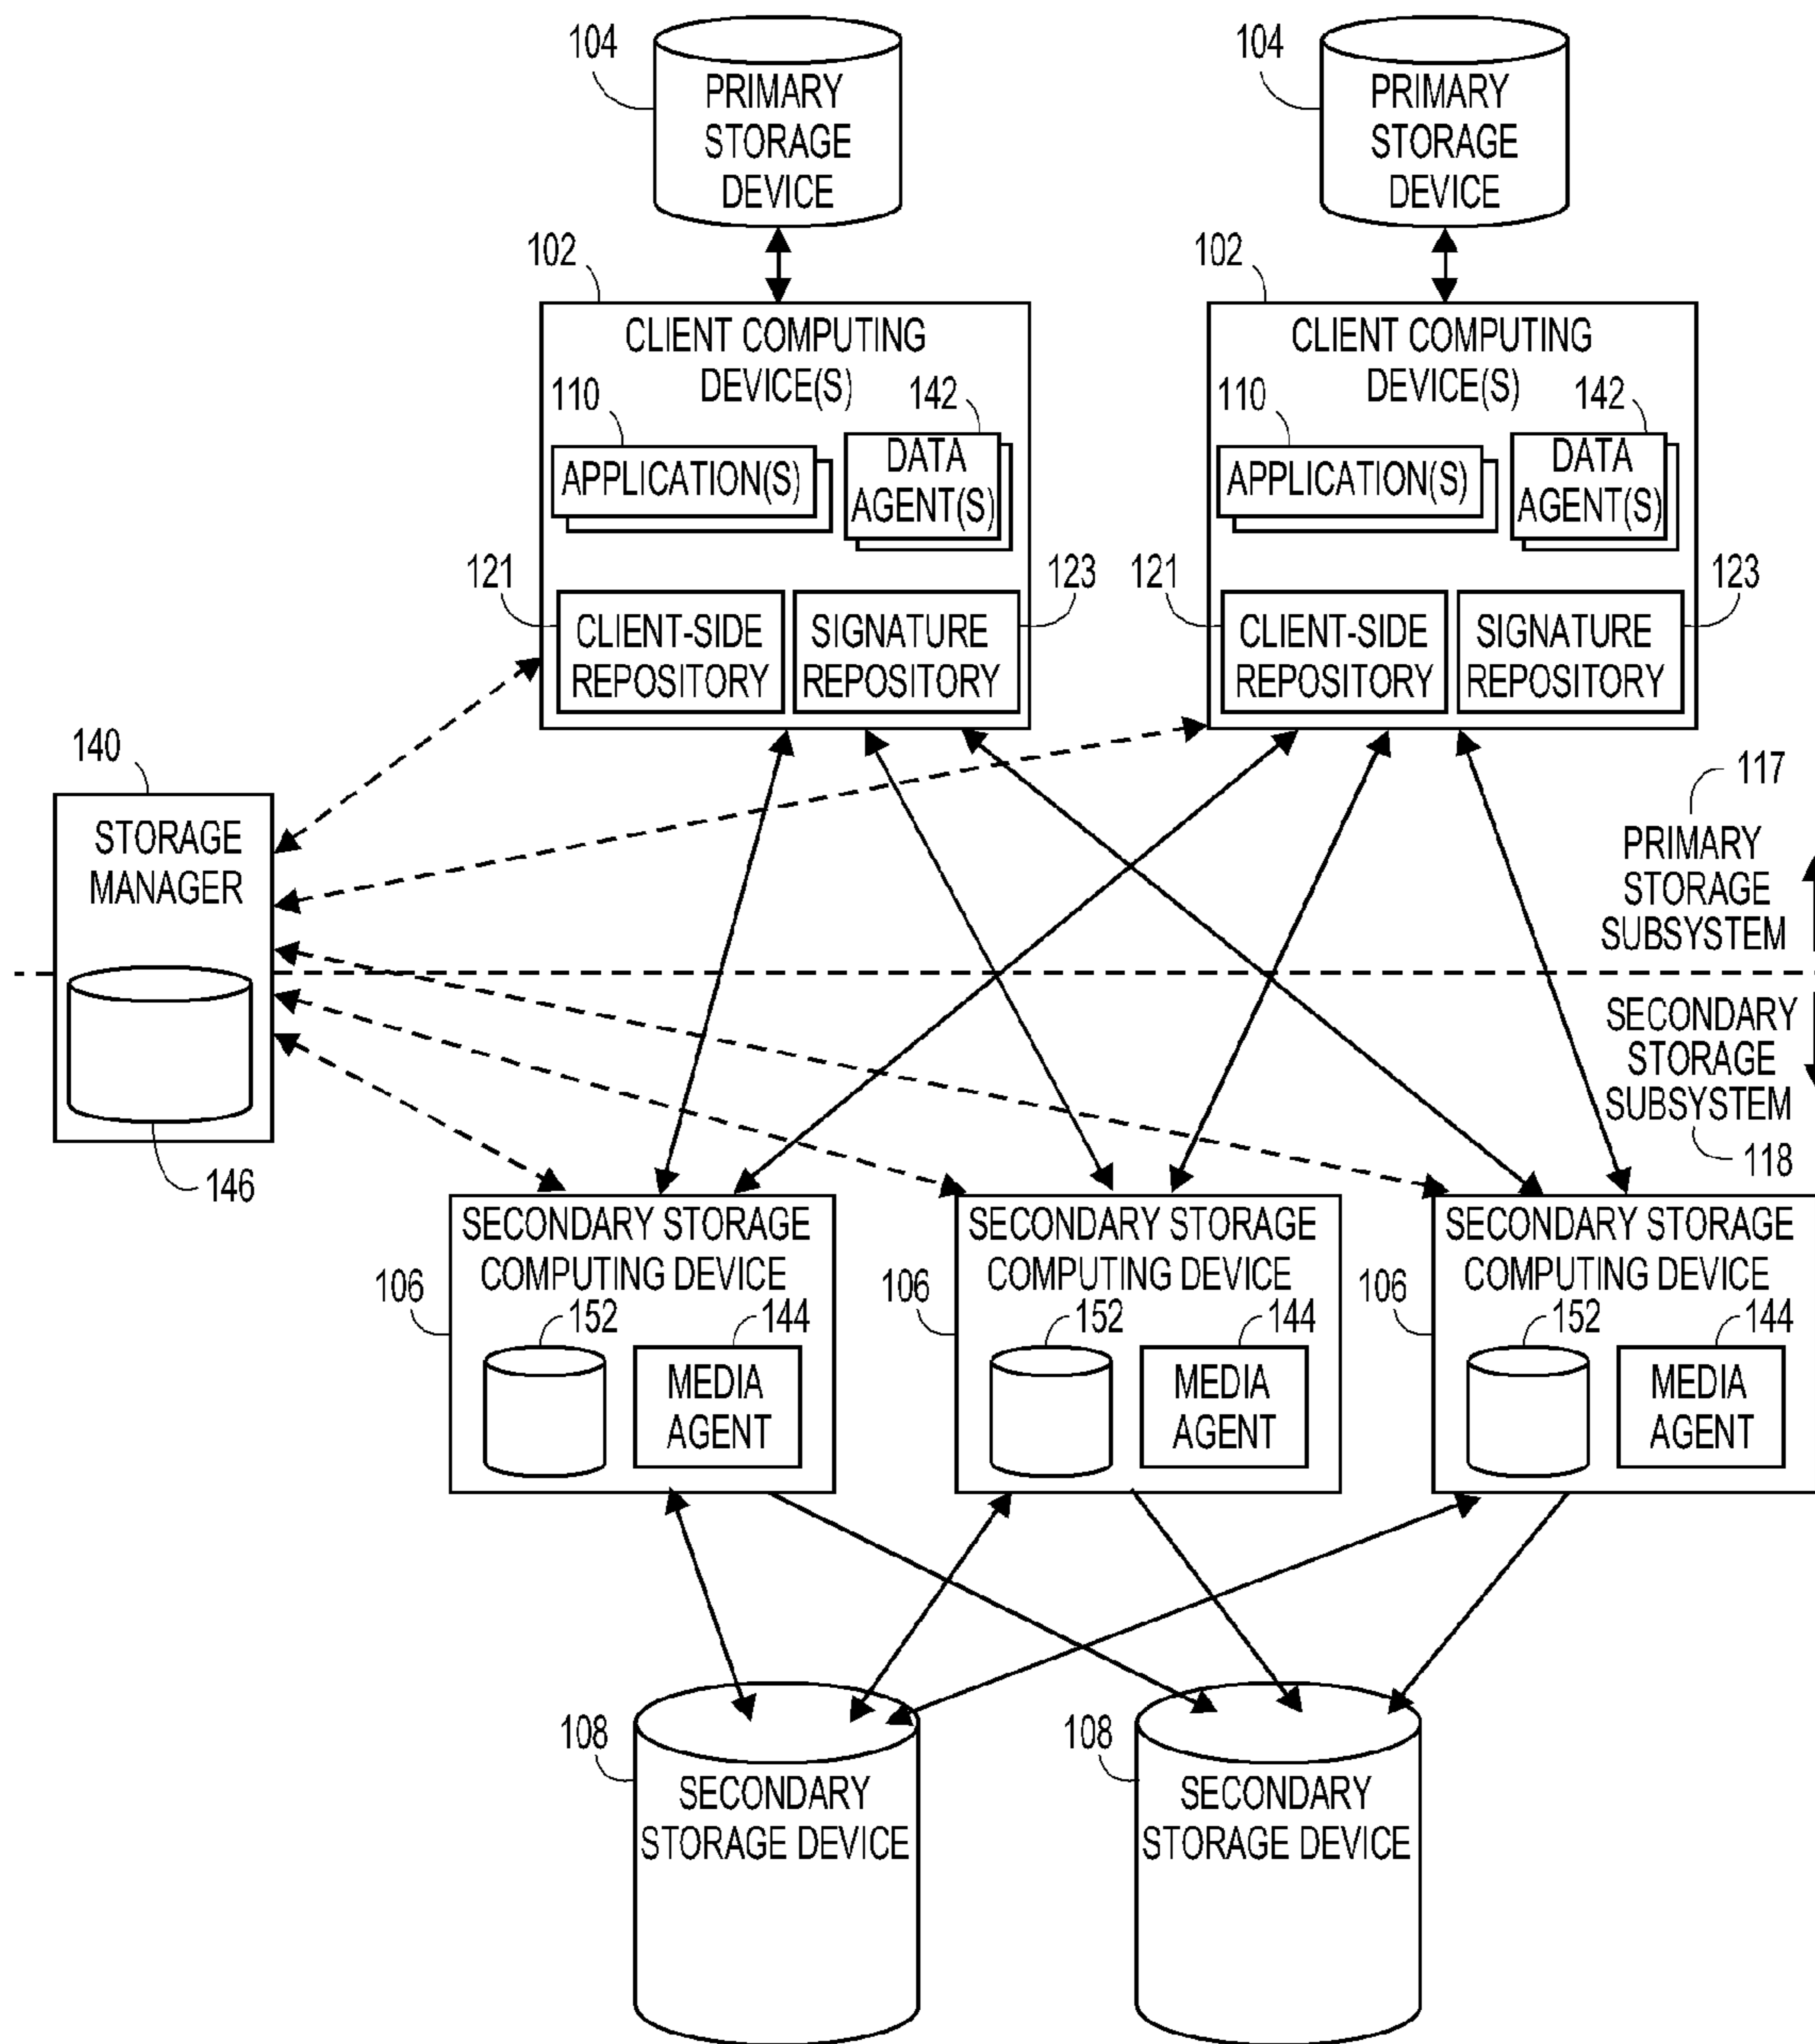 104
PRIMARY
STORAGE
DEVICE
104
PRIMARY
STORAGE
DEVICE
102
CLIENT COMPUTING
DEVICE(S)
110
142
APPLICATION(S)
DATA
AGENT(S)
121
123
CLIENT-SIDE
REPOSITORY
SIGNATURE
REPOSITORY
102
CLIENT COMPUTING
DEVICE(S)
110
142
APPLICATION(S)
DATA
AGENT(S)
121
123
CLIENT-SIDE
REPOSITORY
SIGNATURE
REPOSITORY
140
STORAGE
MANAGER
146
117
PRIMARY
STORAGE
SUBSYSTEM
SECONDARY
STORAGE
SUBSYSTEM
118
SECONDARY STORAGE
COMPUTING DEVICE
106
152
144
MEDIA
AGENT
SECONDARY STORAGE
COMPUTING DEVICE
106
152
144
MEDIA
AGENT
SECONDARY STORAGE
COMPUTING DEVICE
106
152
144
MEDIA
AGENT
108
SECONDARY
STORAGE DEVICE
108
SECONDARY
STORAGE DEVICE